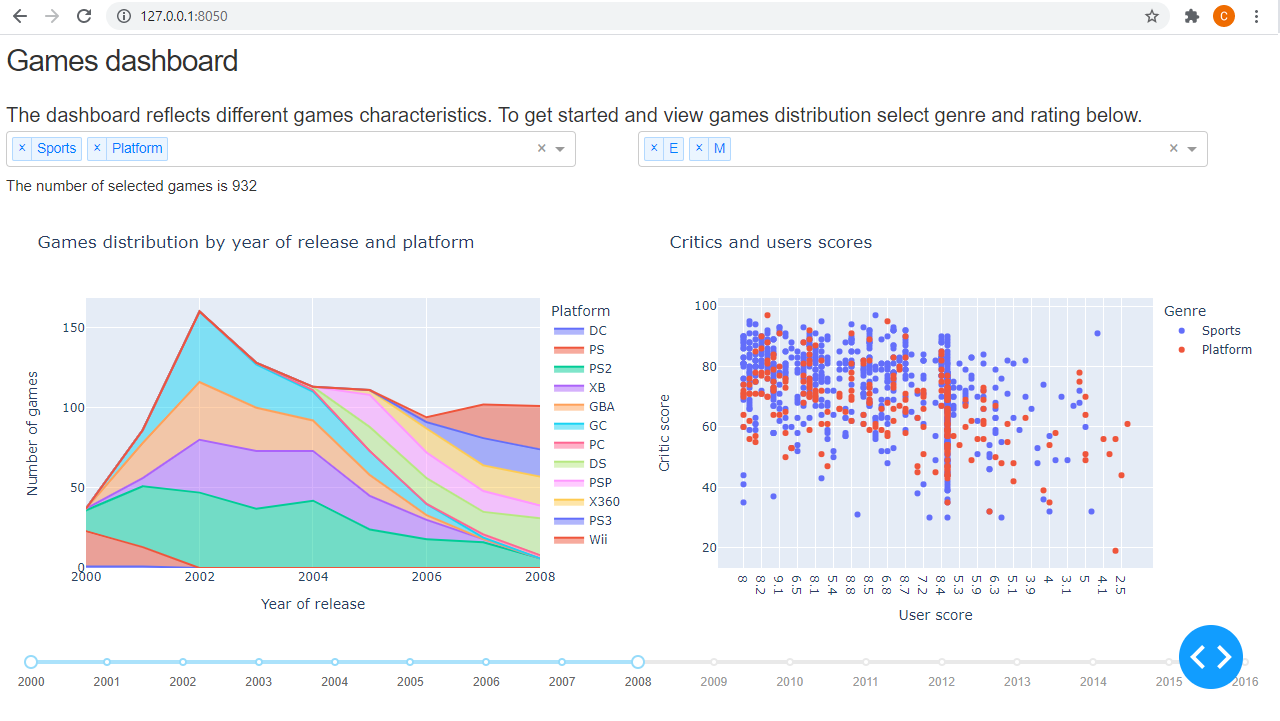 127.0.0.1:8050
C
Games dashboard
The dashboard reflects different games characteristics. To get started and view games distribution select genre and rating below.
× Sports × Platform ×
× E × M ×
The number of selected games is 932
Games distribution by year of release and platform
Number of games
150
100
50
0
2000 2002 2004 2006 2008
Year of release
Platform
DC
PS
PS2
XB
GBA
GC
PC
DS
PSP
X360
PS3
Wii
Critics and users scores
Critic score
100
80
60
40
20
8 8.2 9.1 6.5 8.1 5.4 8.8 8.5 6.8 8.7 7.2 8.4 5.3 5.9 6.3 5.1 3.9 4 3.1 5 4.1 2.5
User score
Genre
Sports
Platform
2000 2001 2002 2003 2004 2005 2006 2007 2008 2009 2010 2011 2012 2013 2014 2015 2016